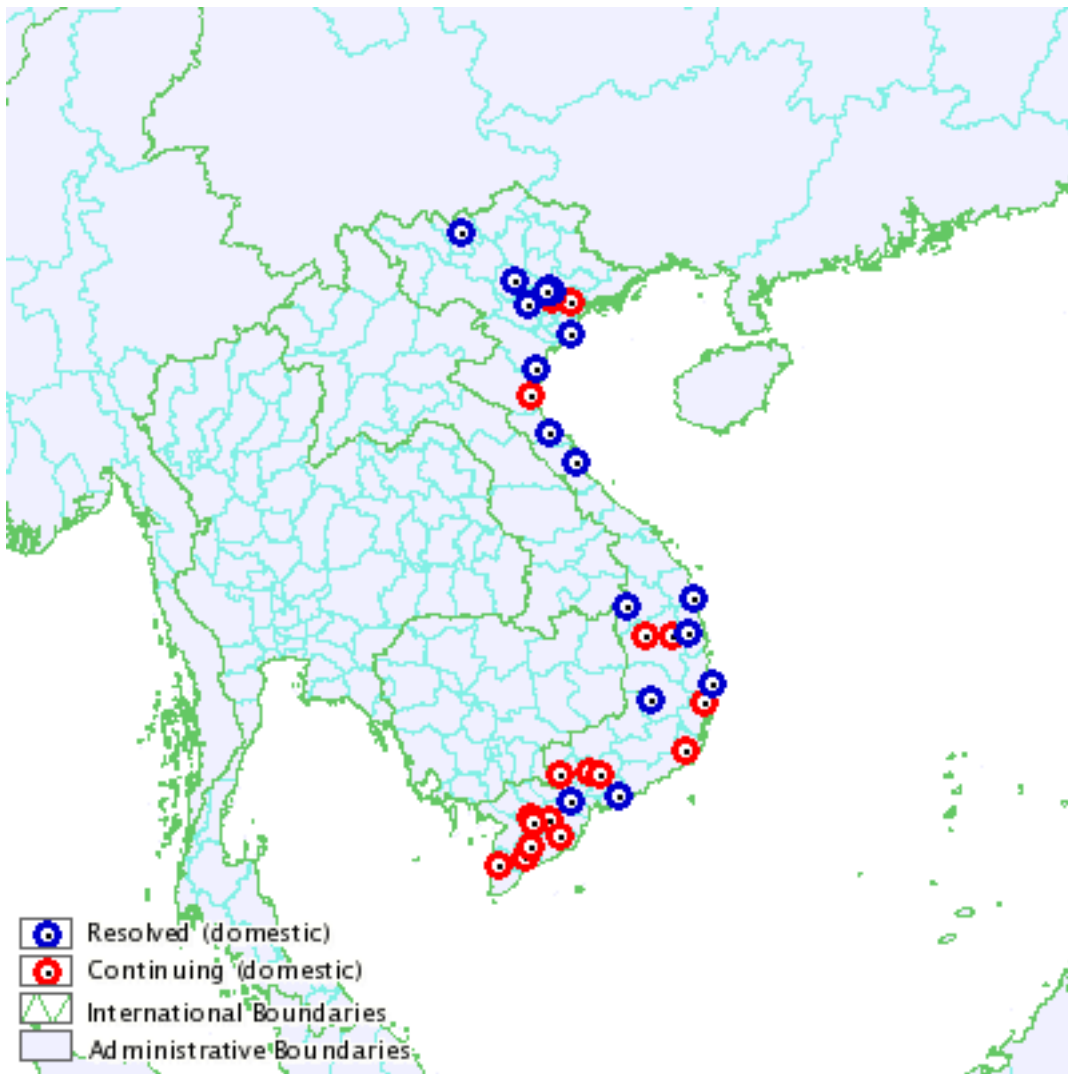 Resolved (domestic)
Continuing (domestic)
International Boundaries
Administrative Boundaries